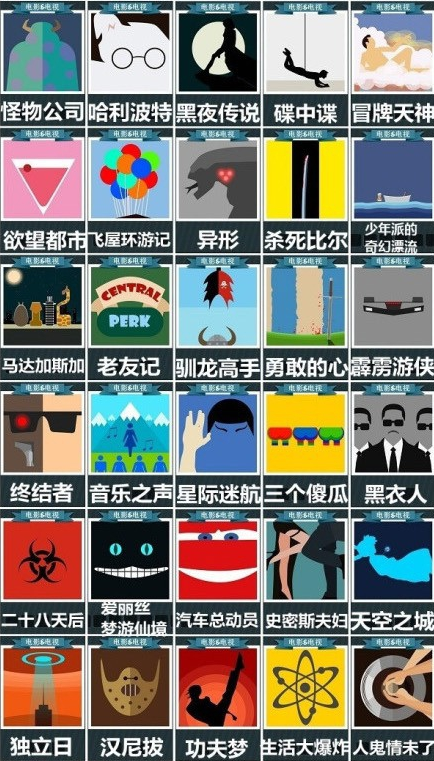 电影&电视 电影&电视 电影&电视 电影&电视 电影&电视
怪物公司 哈利波特 黑夜传说 碟中谍 冒牌天神
电影&电视 电影&电视 电影&电视 电影&电视 电影&电视
欲望都市 飞屋环游记 异形 杀死比尔 少年派的
奇幻漂流
电影&电视 电影&电视 电影&电视 电影&电视 电影&电视
CENTRAL
PERK
马达加斯加 老友记 驯龙高手 勇敢的心 霹雳游侠
电影&电视 电影&电视 电影&电视 电影&电视 电影&电视
终结者 音乐之声 星际迷航 三个傻瓜 黑衣人
电影&电视 电影&电视 电影&电视 电影&电视 电影&电视
二十八天后 爱丽丝
梦游仙境 汽车总动员 史密斯夫妇 天空之城
电影&电视 电影&电视 电影&电视 电影&电视 电影&电视
独立日 汉尼拔 功夫梦 生活大爆炸 人鬼情未了